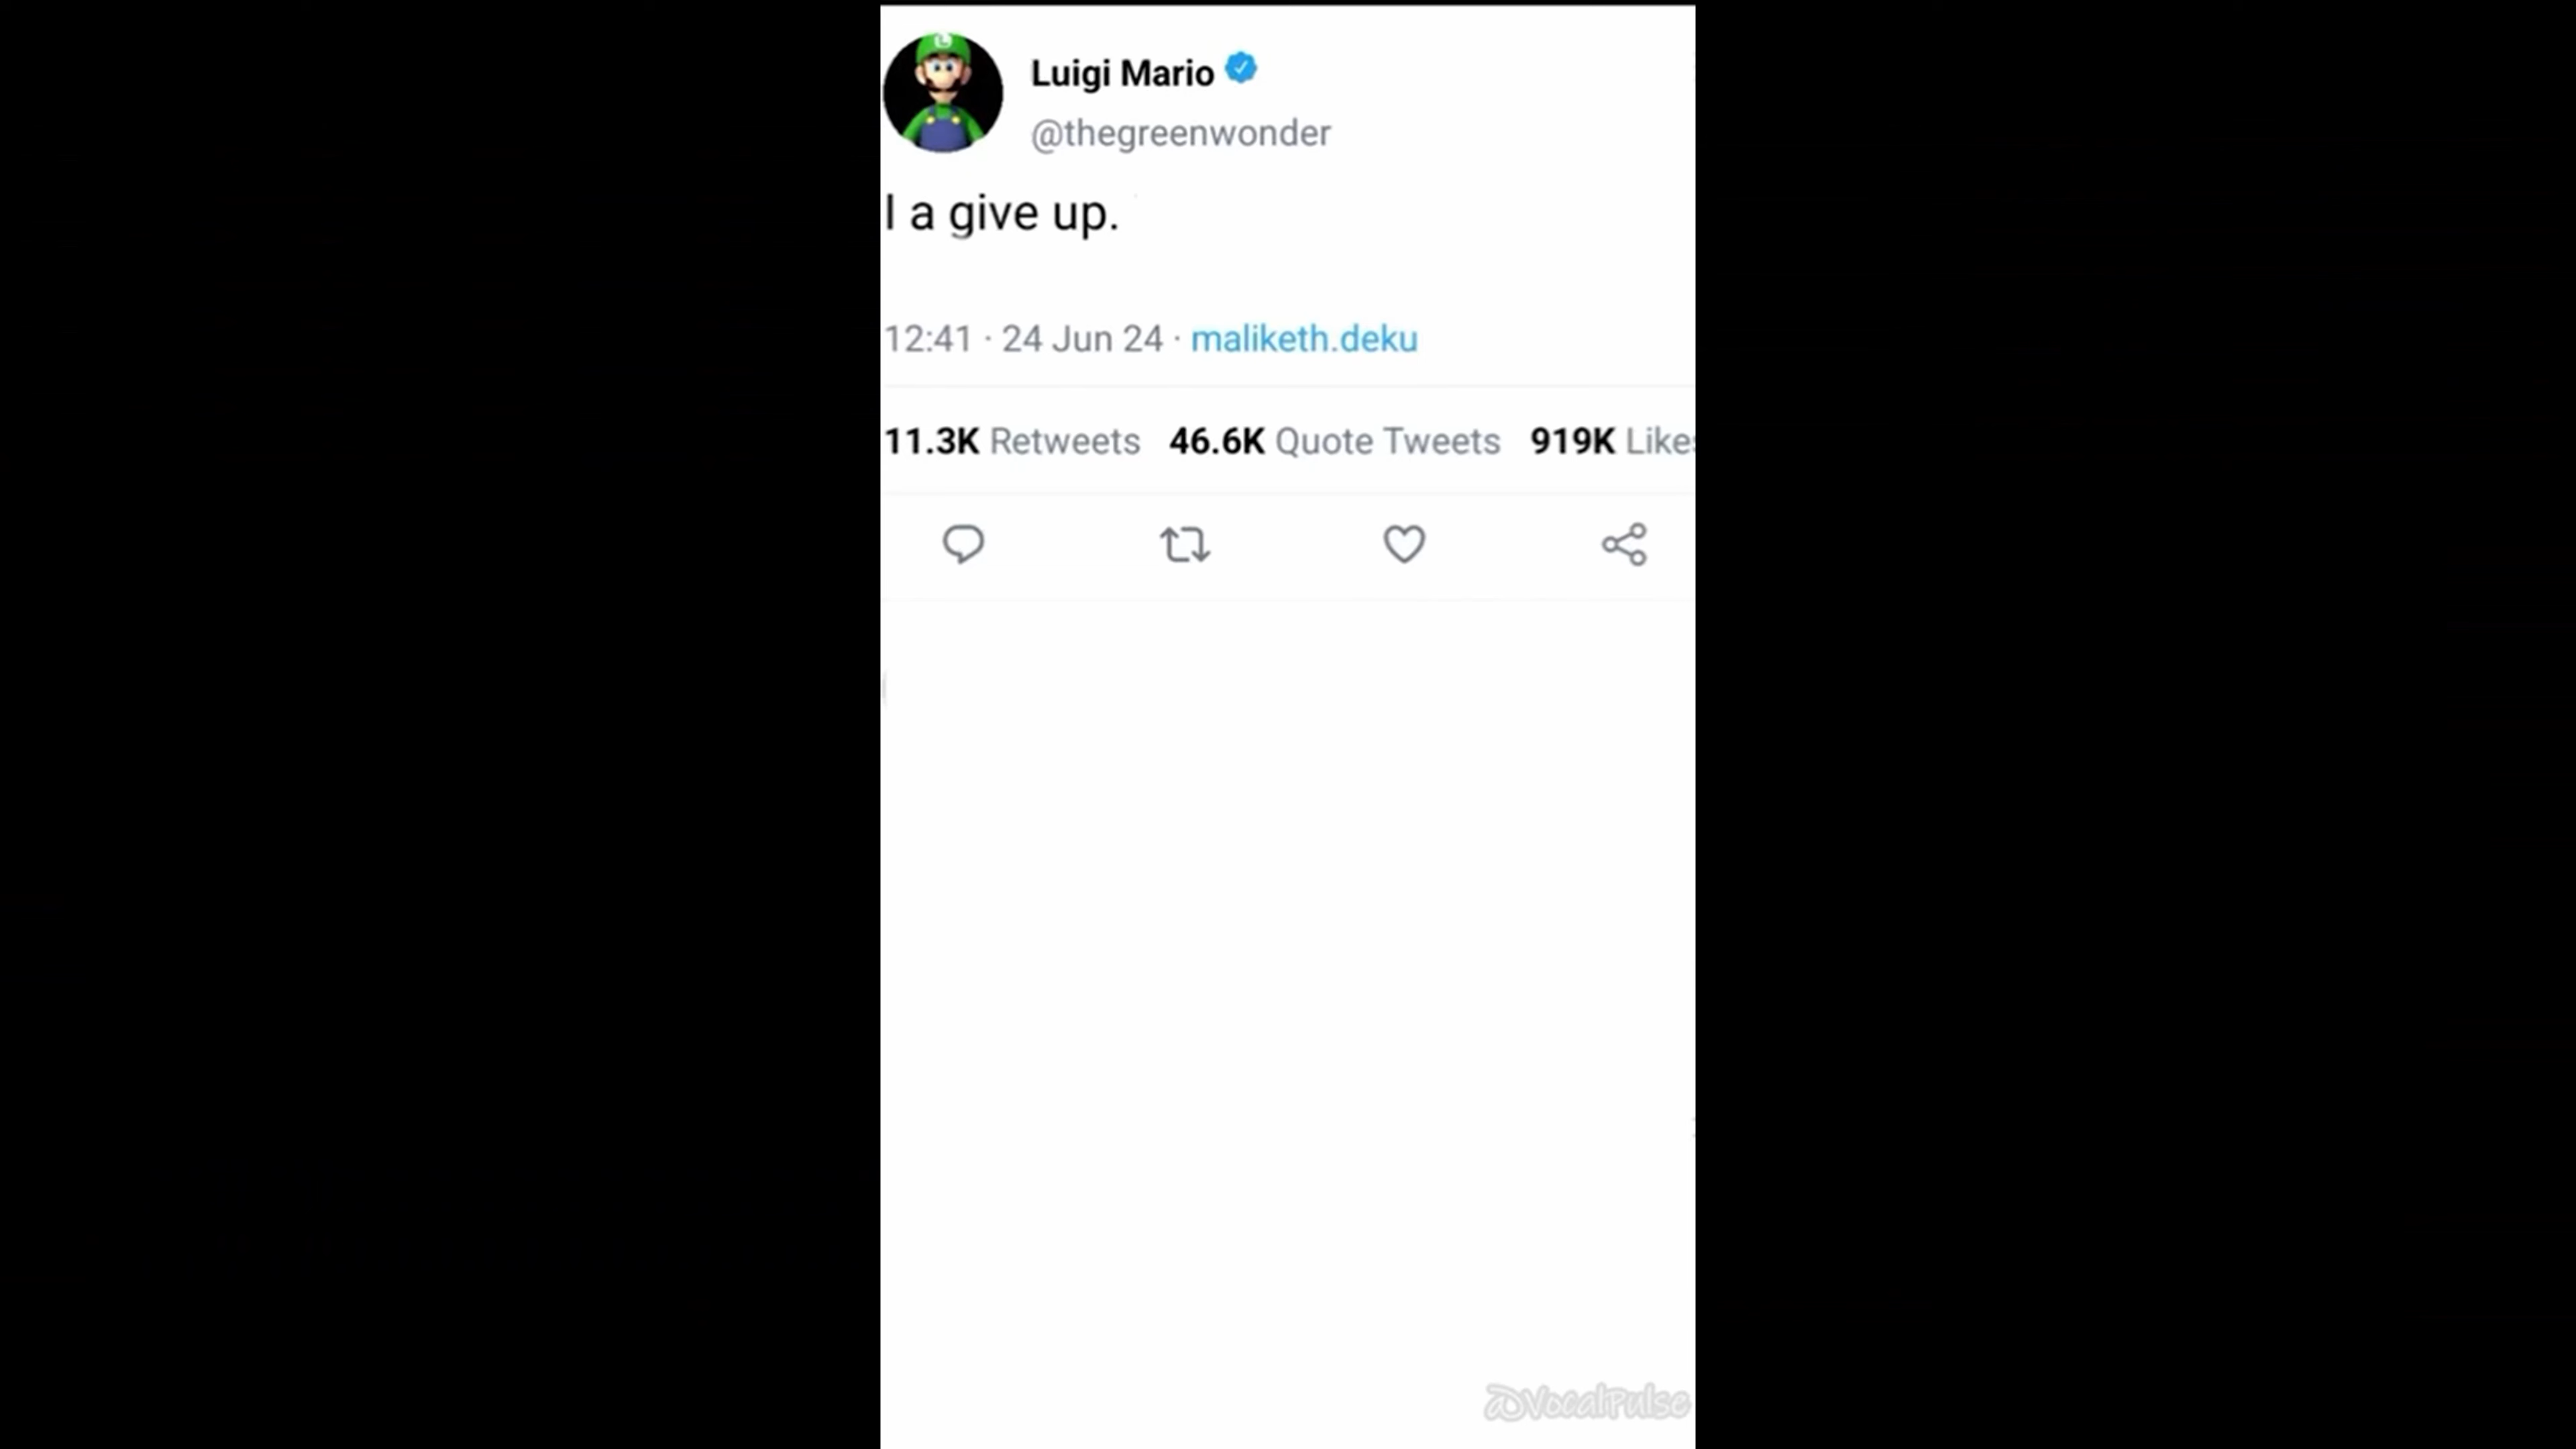 Luigi Mario
@thegreenwonder
I a give up.
12:41 · 24 Jun 24 · maliketh.deku
11.3K Retweets 46.6K Quote Tweets 919K Likes
@VocalPulse